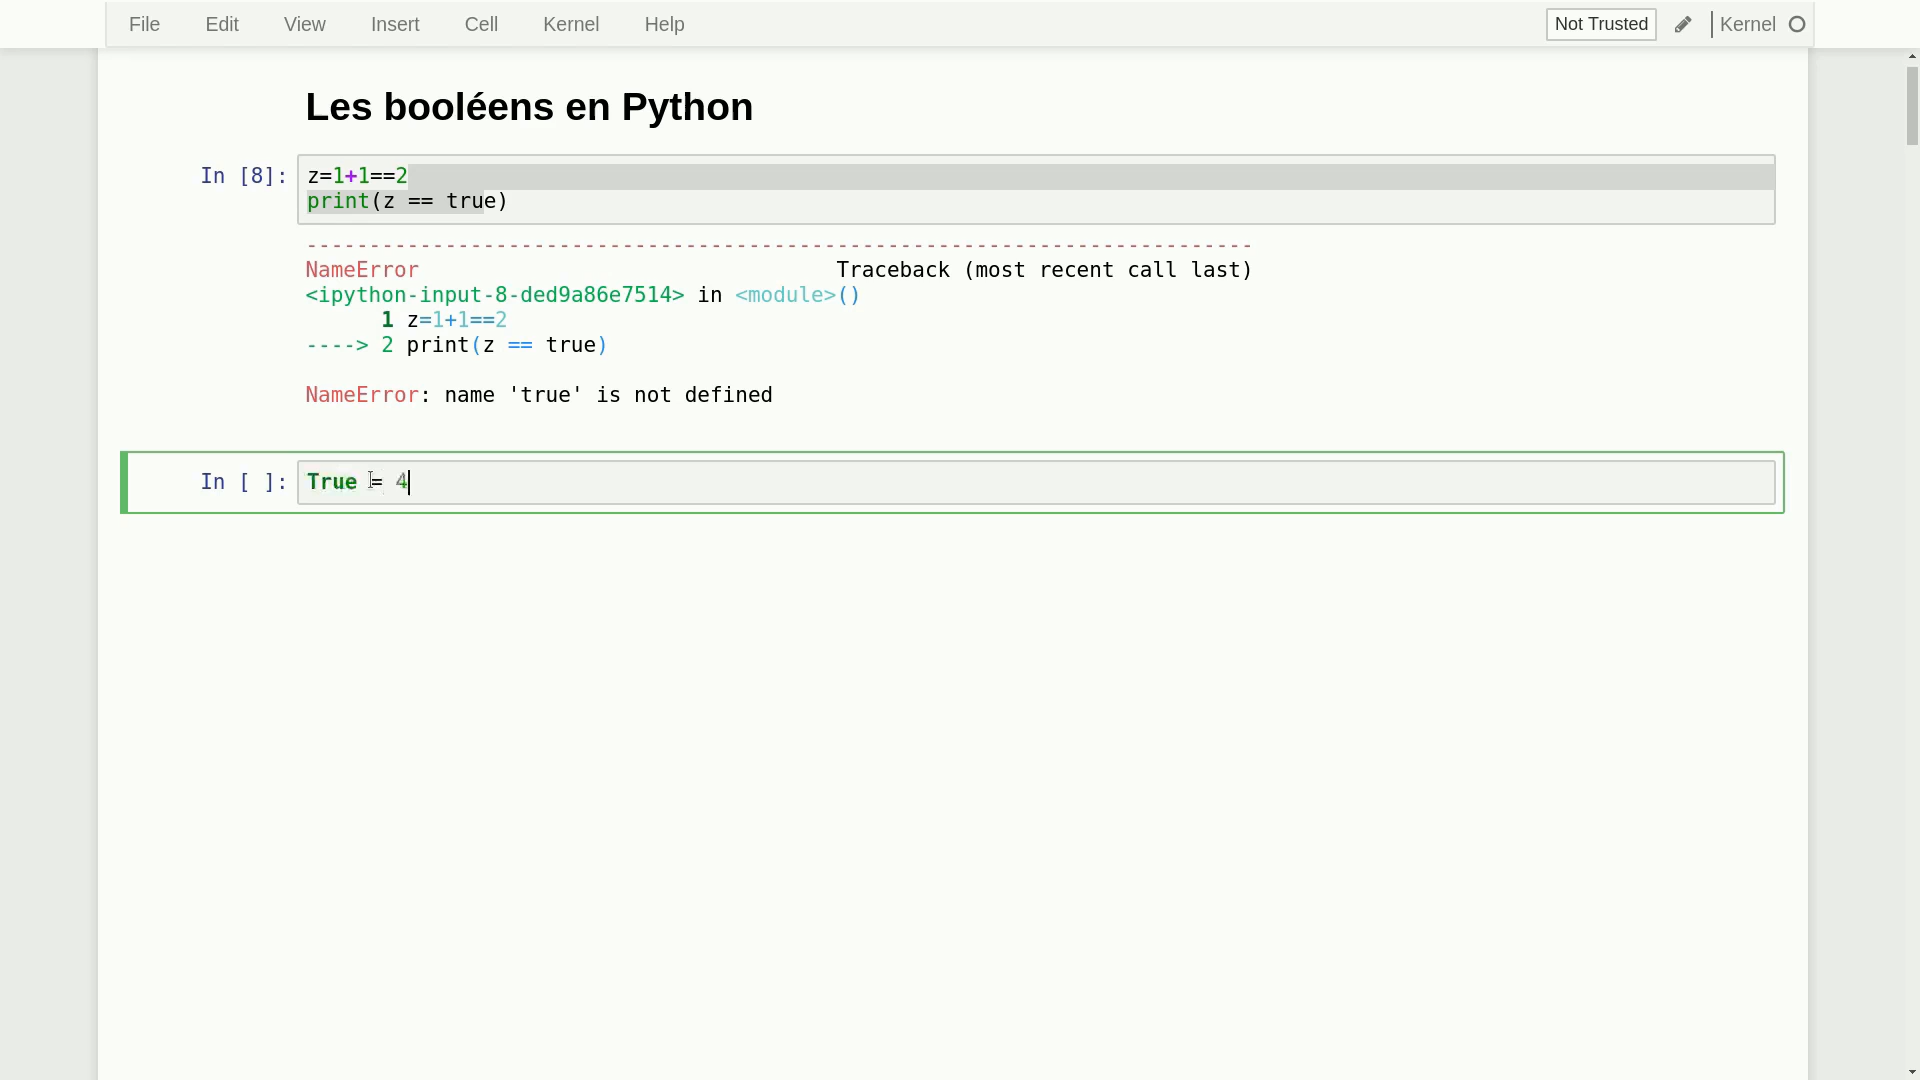 File Edit View Insert Cell Kernel Help Not Trusted Kernel
Les booléens en Python
In [8]: z=1+1==2
print(z == true)
---------------------------------------------------------------------------
NameError Traceback (most recent call last)
<ipython-input-8-ded9a86e7514> in <module>()
1 z=1+1==2
----> 2 print(z == true)
NameError: name 'true' is not defined
In [ ]: True = 4